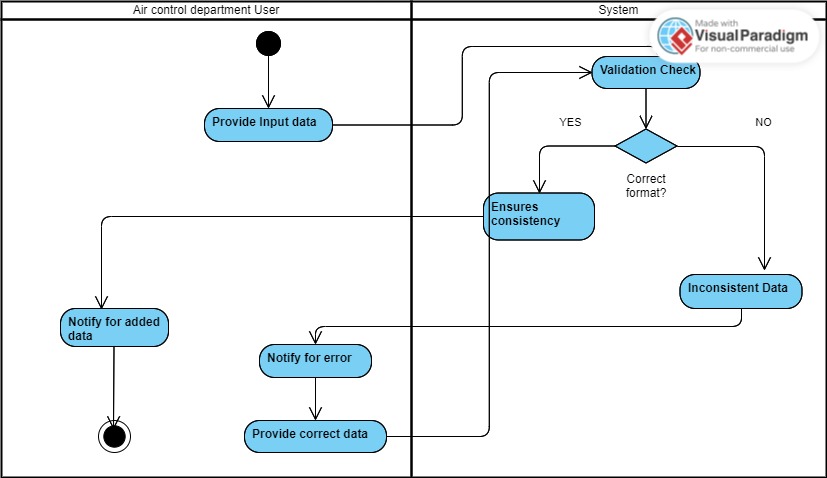 Air control department User
System
Made with
Visual Paradigm
For non-commercial use
Validation Check
Provide Input data
YES
NO
Correct
format?
Ensures
consistency
Inconsistent Data
Notify for added
data
Notify for error
Provide correct data